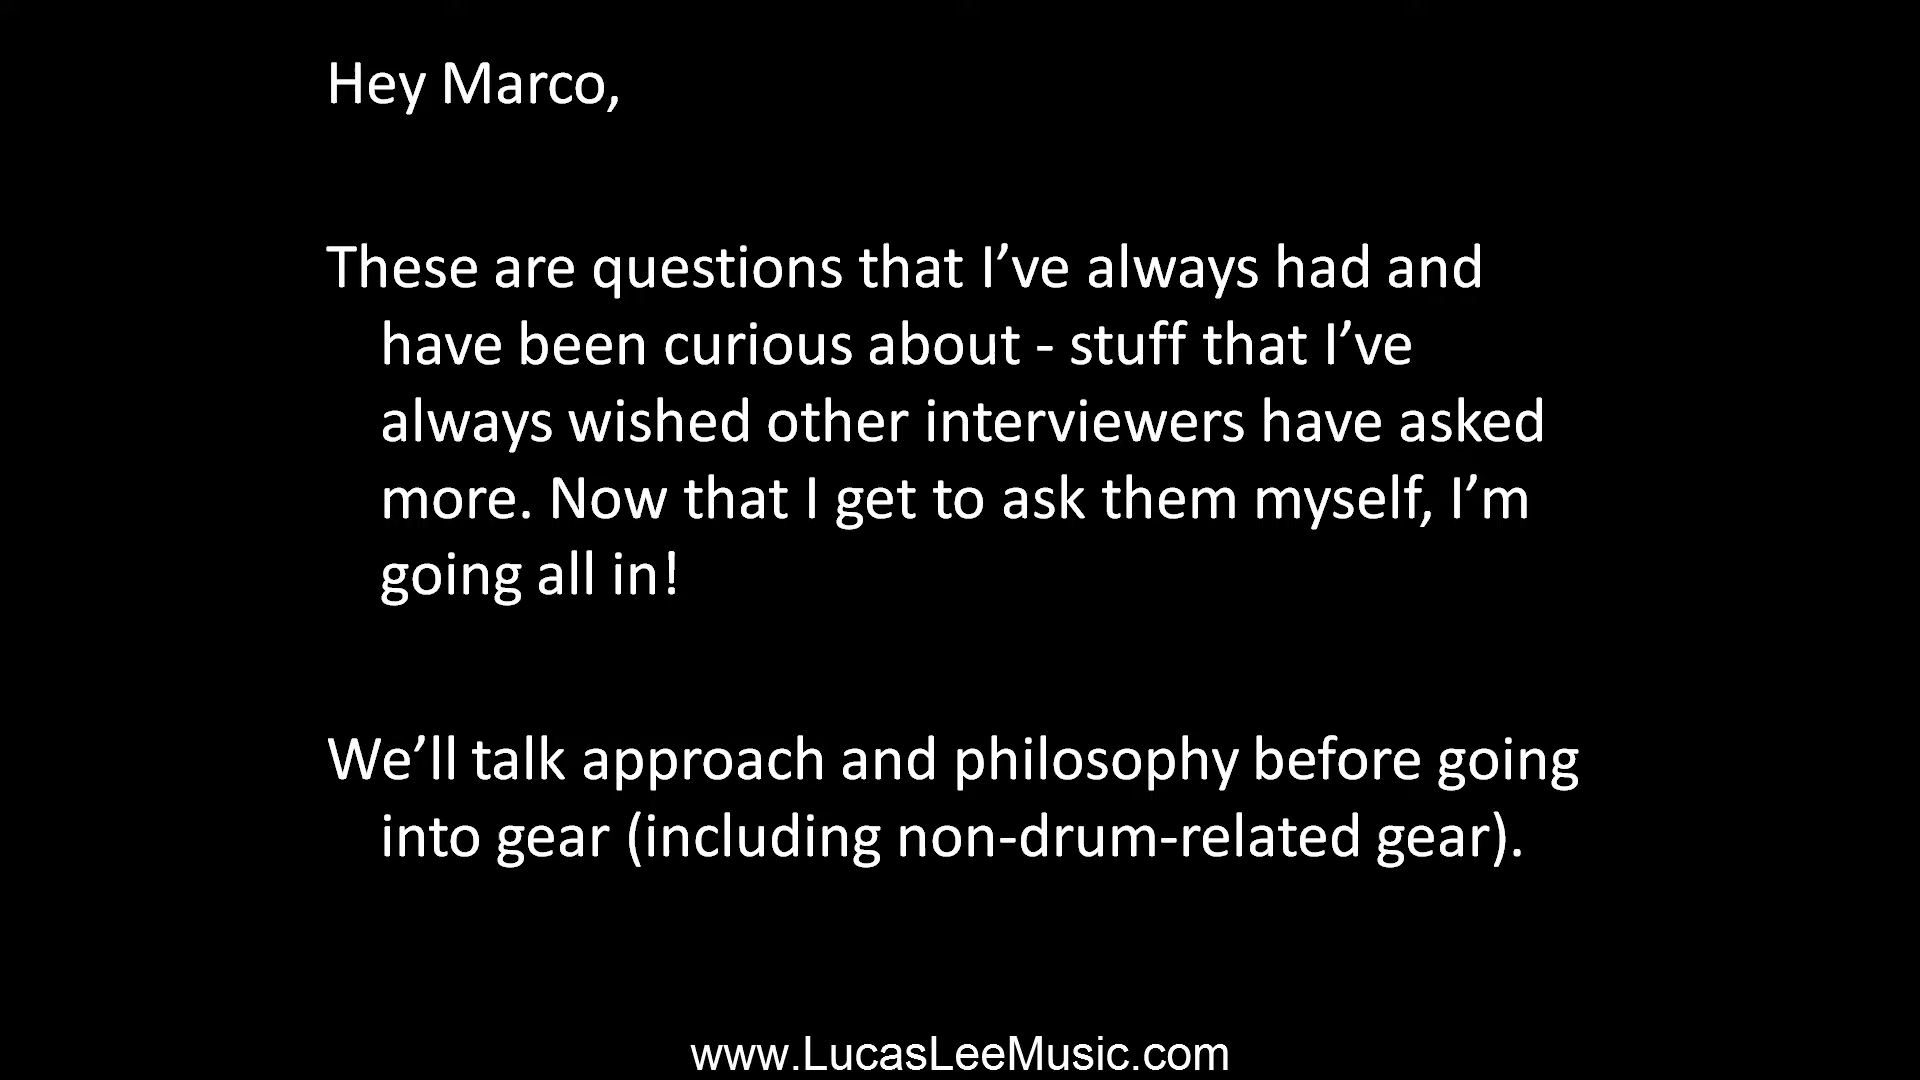 Hey Marco,
These are questions that I’ve always had and
have been curious about - stuff that I’ve
always wished other interviewers have asked
more. Now that I get to ask them myself, I’m
going all in!
We’ll talk approach and philosophy before going
into gear (including non-drum-related gear).
www.LucasLeeMusic.com